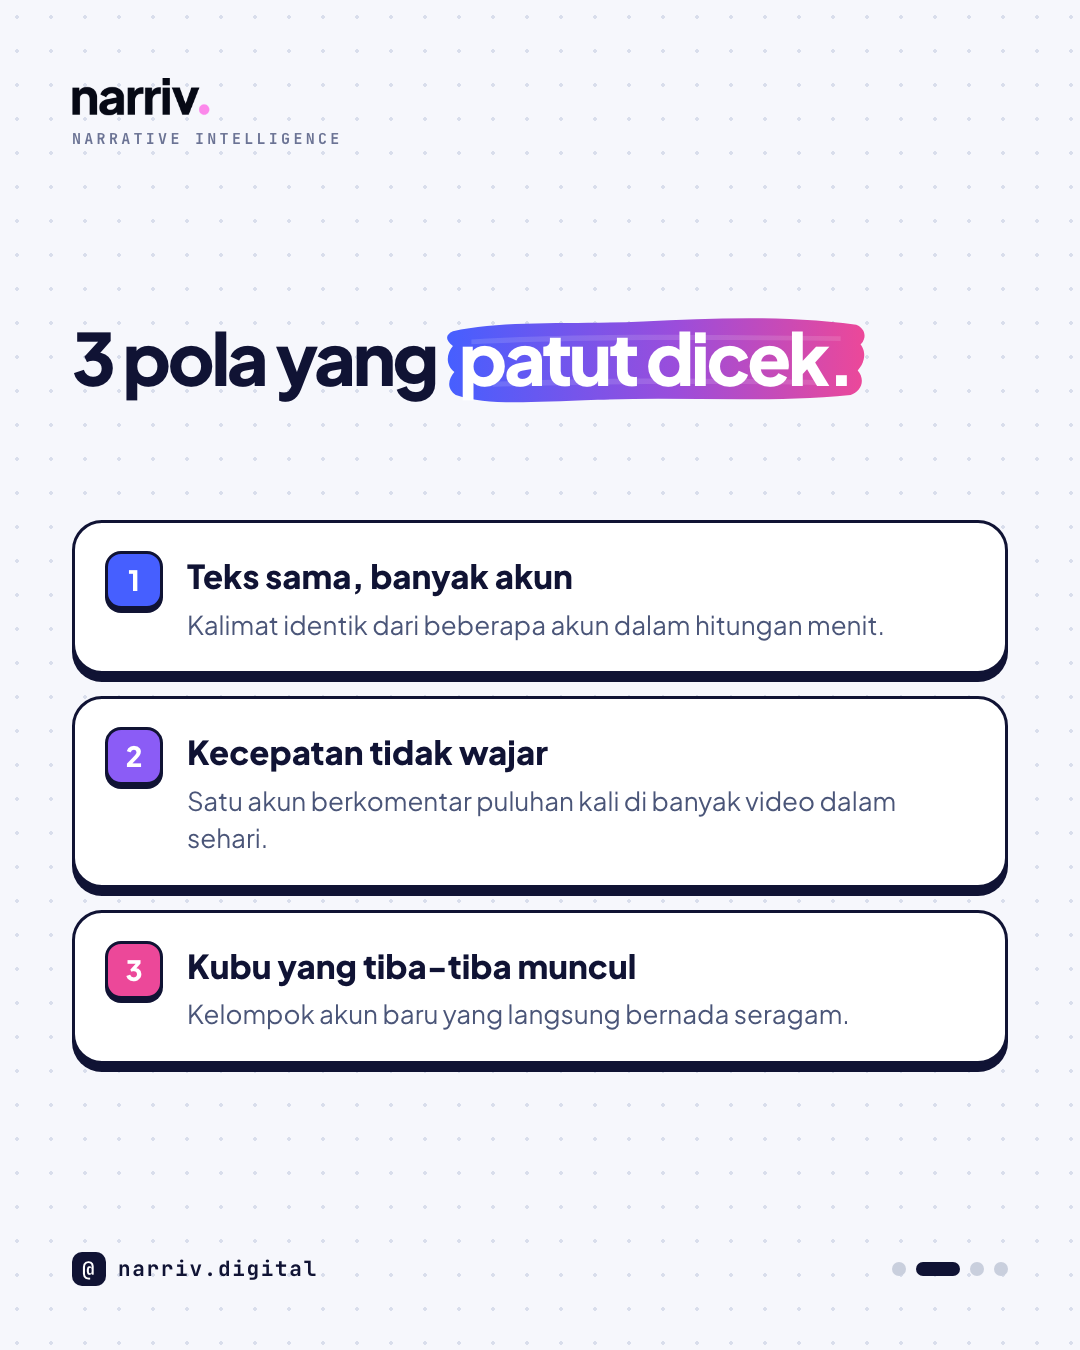 narriv.
NARRATIVE INTELLIGENCE
3 pola yang patut dicek.
1
Teks sama, banyak akun
Kalimat identik dari beberapa akun dalam hitungan menit.
2
Kecepatan tidak wajar
Satu akun berkomentar puluhan kali di banyak video dalam
sehari.
3
Kubu yang tiba-tiba muncul
Kelompok akun baru yang langsung bernada seragam.
@ narriv.digital